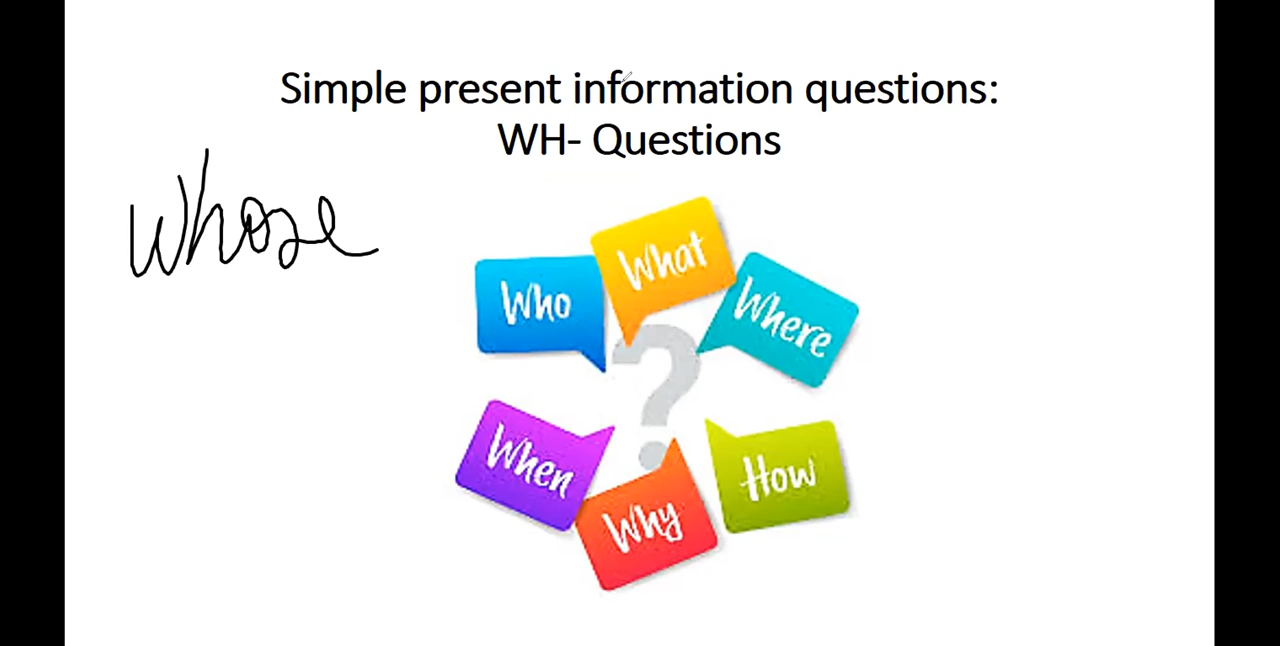 Simple present information questions:
WH- Questions
whose
Who
What
Where
When
Why
How